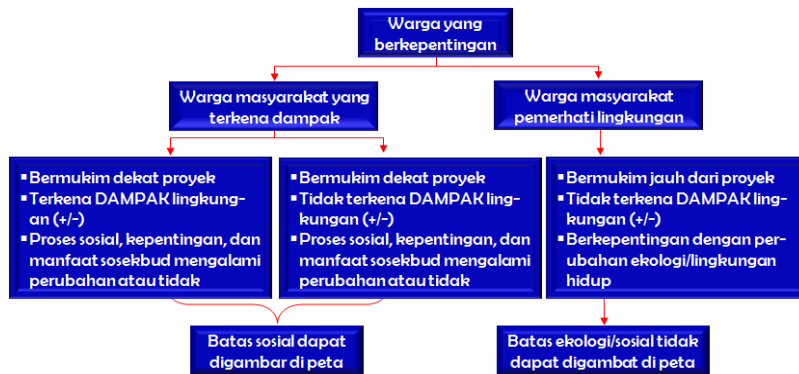 Warga yang
berkepentingan
Warga masyarakat yang
terkena dampak
Warga masyarakat
pemerhati lingkungan
▪ Bermukim dekat proyek
▪ Terkena DAMPAK lingkung-
an (+/-)
▪ Proses sosial, kepentingan, dan
manfaat sosekbud mengalami
perubahan atau tidak
▪ Bermukim dekat proyek
▪ Tidak terkena DAMPAK ling-
kungan (+/-)
▪ Proses sosial, kepentingan, dan
manfaat sosekbud mengalami
perubahan atau tidak
▪ Bermukim jauh dari proyek
▪ Tidak terkena DAMPAK ling-
kungan (+/-)
▪ Berkepentingan dengan per-
ubahan ekologi/lingkungan
hidup
Batas sosial dapat
digambar di peta
Batas ekologi/sosial tidak
dapat digambat di peta